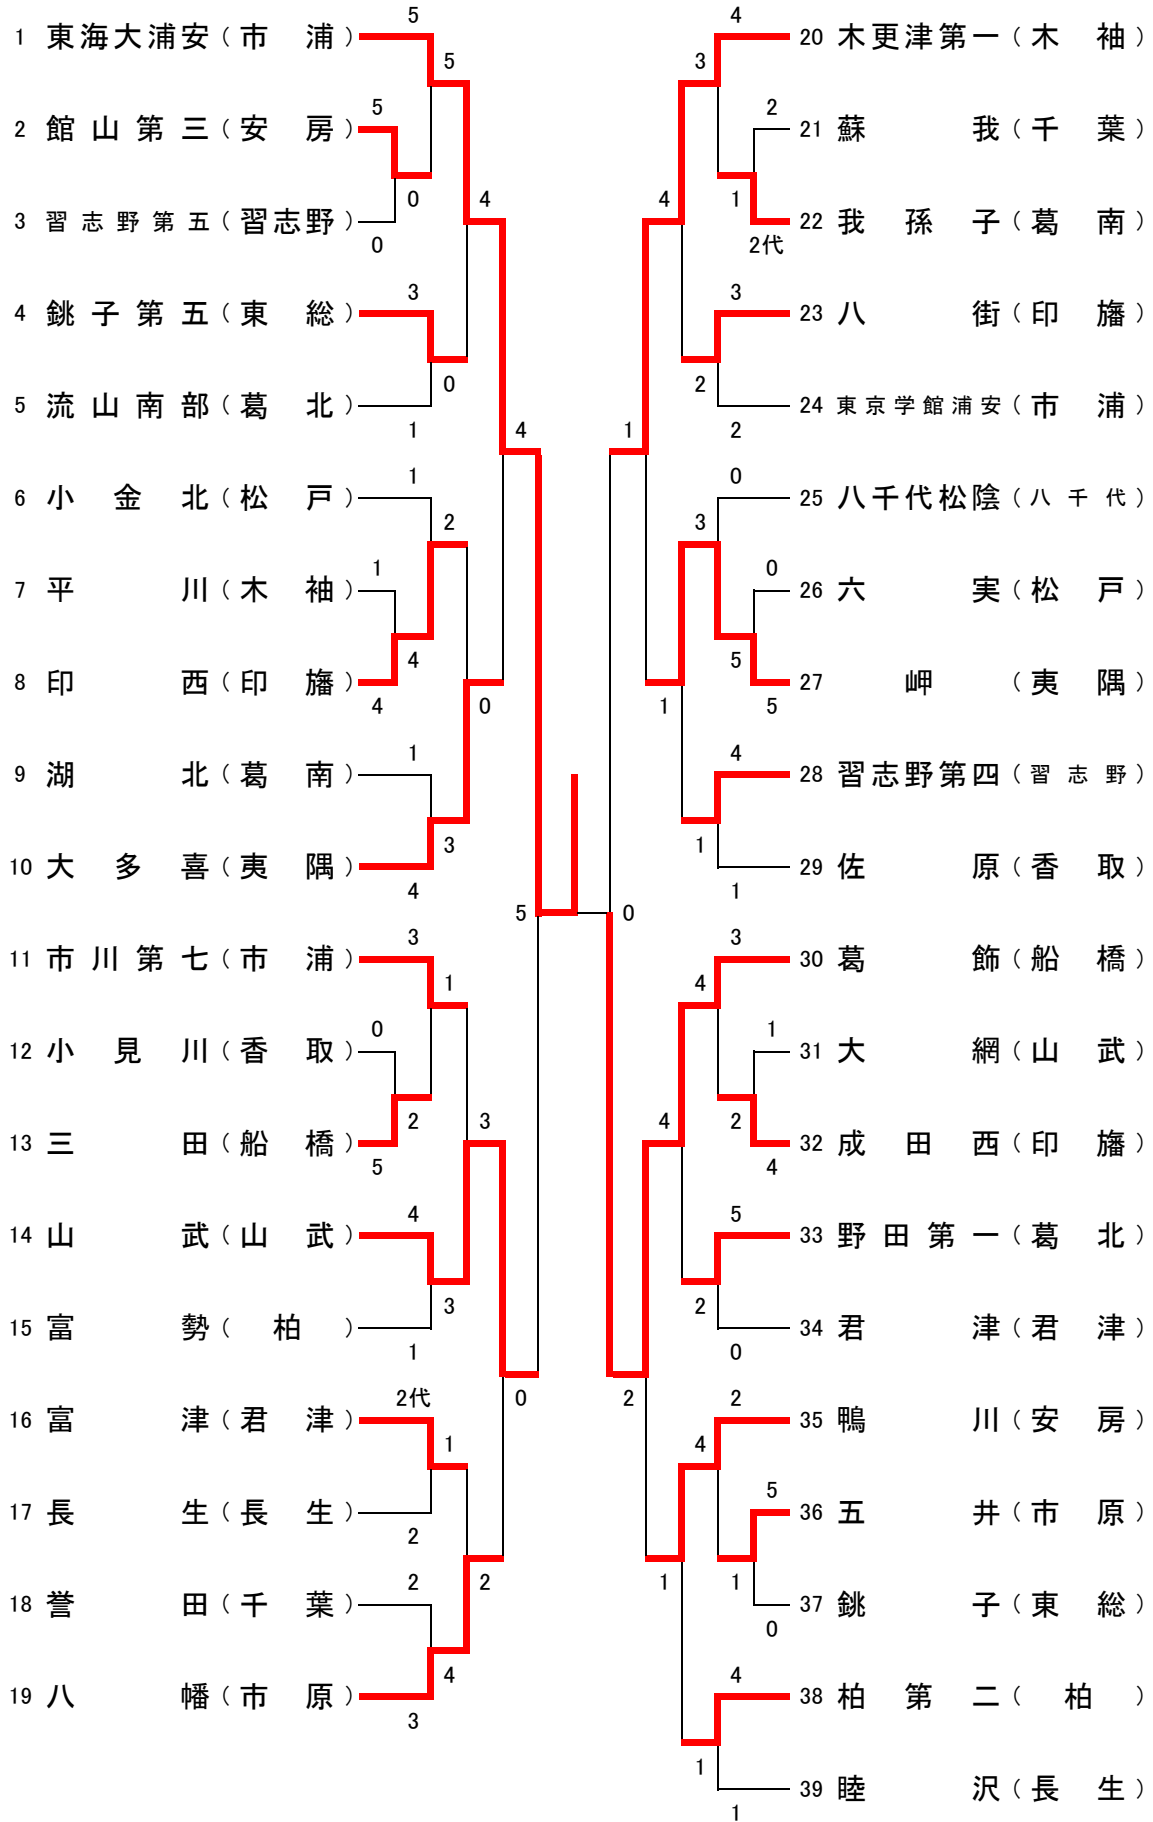 1 東海大浦安(市 浦)
2 館山第三(安 房)
3 習志野第五(習志野)
4 銚子第五(東 総)
5 流山南部(葛 北)
6 小金北(松 戸)
7 平川(木 袖)
8 印西(印 旛)
9 湖北(葛 南)
10 大多喜(夷 隅)
11 市川第七(市 浦)
12 小見川(香 取)
13 三田(船 橋)
14 山武(山 武)
15 富勢(柏)
16 富津(君 津)
17 長生(長 生)
18 誉田(千 葉)
19 八幡(市 原)
5
5
5
0
0
4
3
0
1
4
1
2
1
4
4
0
1
3
4
5
3
1
0
2
5
3
4
3
1
0
2代
1
2
2
2
4
3
20 木更津第一(木 袖)
21 蘇我(千 葉)
22 我孫子(葛 南)
23 八街(印 旛)
24 東京学館浦安(市 浦)
25 八千代松陰(八千代)
26 六実(松 戸)
27 岬(夷 隅)
28 習志野第四(習志野)
29 佐原(香 取)
30 葛飾(船 橋)
31 大網(山 武)
32 成田西(印 旛)
33 野田第一(葛 北)
34 君津(君 津)
35 鴨川(安 房)
36 五井(市 原)
37 銚子(東 総)
38 柏第二(柏)
39 睦沢(長 生)
4
3
2
1
4
2代
3
2
1
2
0
3
0
5
1
5
4
1
1
0
3
4
1
4
2
4
5
2
0
2
2
4
5
1
1
0
4
1
1